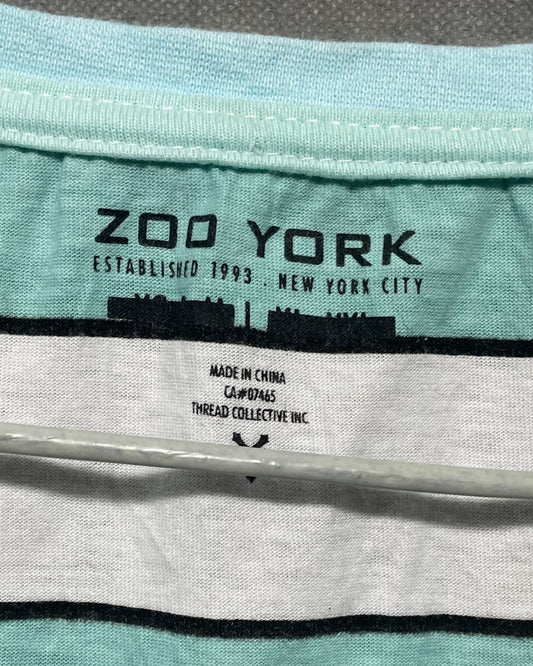 ZOO YORK
ESTABLISHED 1993 . NEW YORK CITY
MADE IN CHINA
CA#07465
THREAD COLLECTIVE INC.